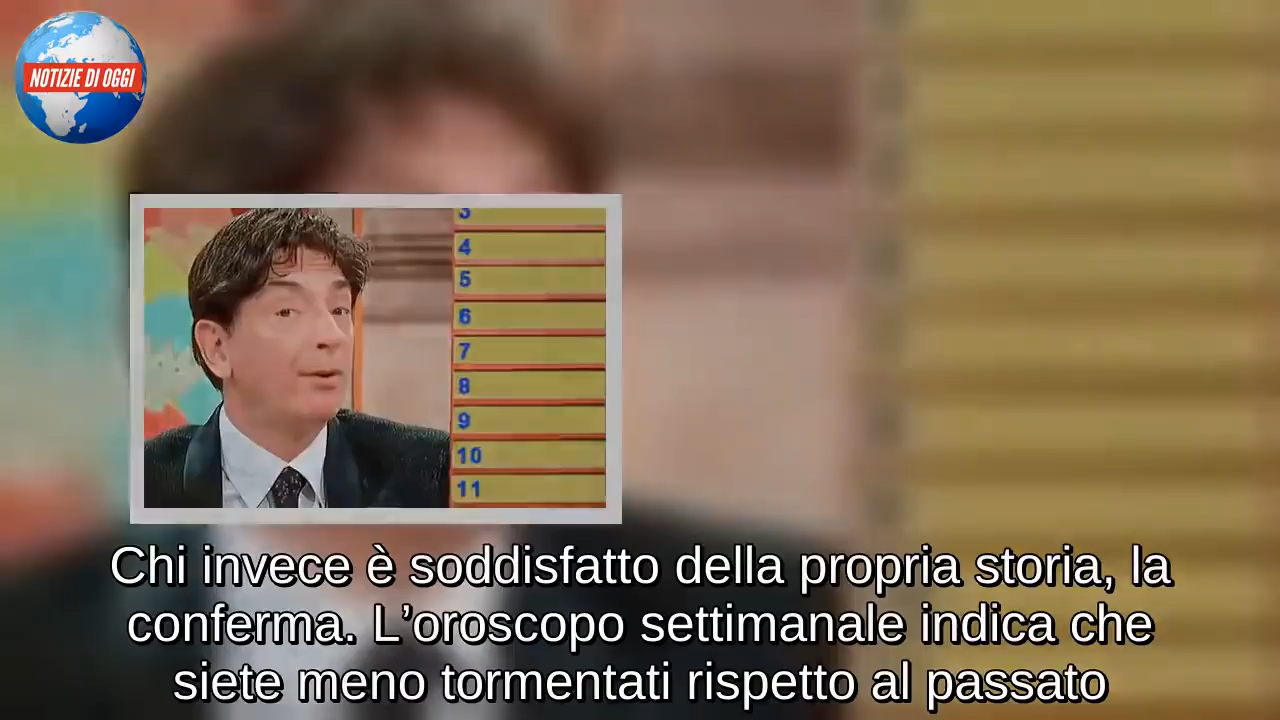 NOTIZIE DI OGGI
3
4
5
6
7
8
9
10
11
Chi invece è soddisfatto della propria storia, la
conferma. L’oroscopo settimanale indica che
siete meno tormentati rispetto al passato